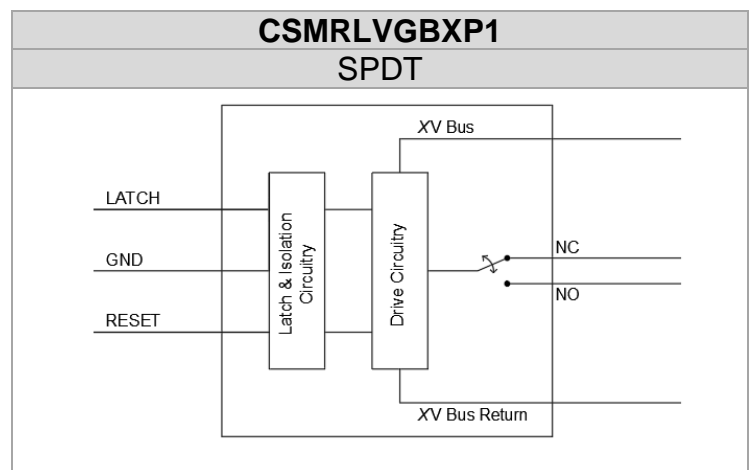 CSMRLVGBXP1
SPDT
XV Bus
LATCH
GND
RESET
Latch & Isolation
Circuitry
Drive Circuitry
NC
NO
XV Bus Return